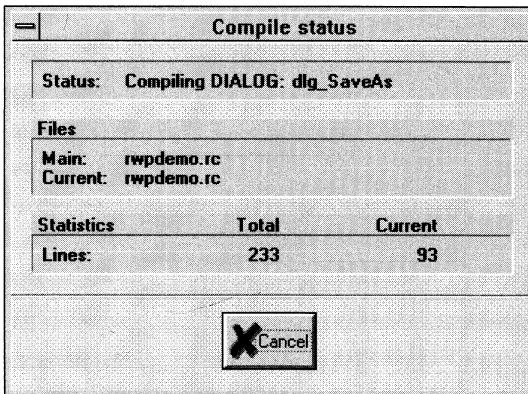 Compile status
Status: Compiling DIALOG: dlg_SaveAs
Files
Main: rwpdemo.rc
Current: rwpdemo.rc
Statistics Total Current
Lines: 233 93
Cancel